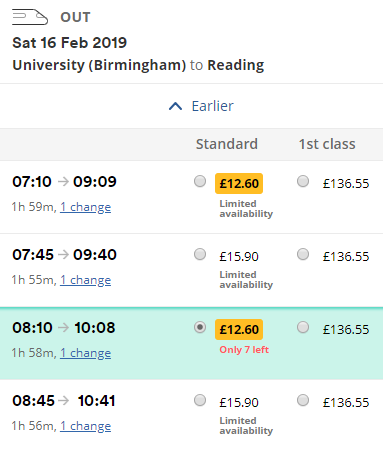 OUT
Sat 16 Feb 2019
University (Birmingham) to Reading
Earlier
Standard 1st class
07:10 → 09:09 £12.60 £136.55
1h 59m, 1 change Limited
availability
07:45 → 09:40 £15.90 £136.55
1h 55m, 1 change Limited
availability
08:10 → 10:08 £12.60 £136.55
1h 58m, 1 change Only 7 left
08:45 → 10:41 £15.90 £136.55
1h 56m, 1 change Limited
availability